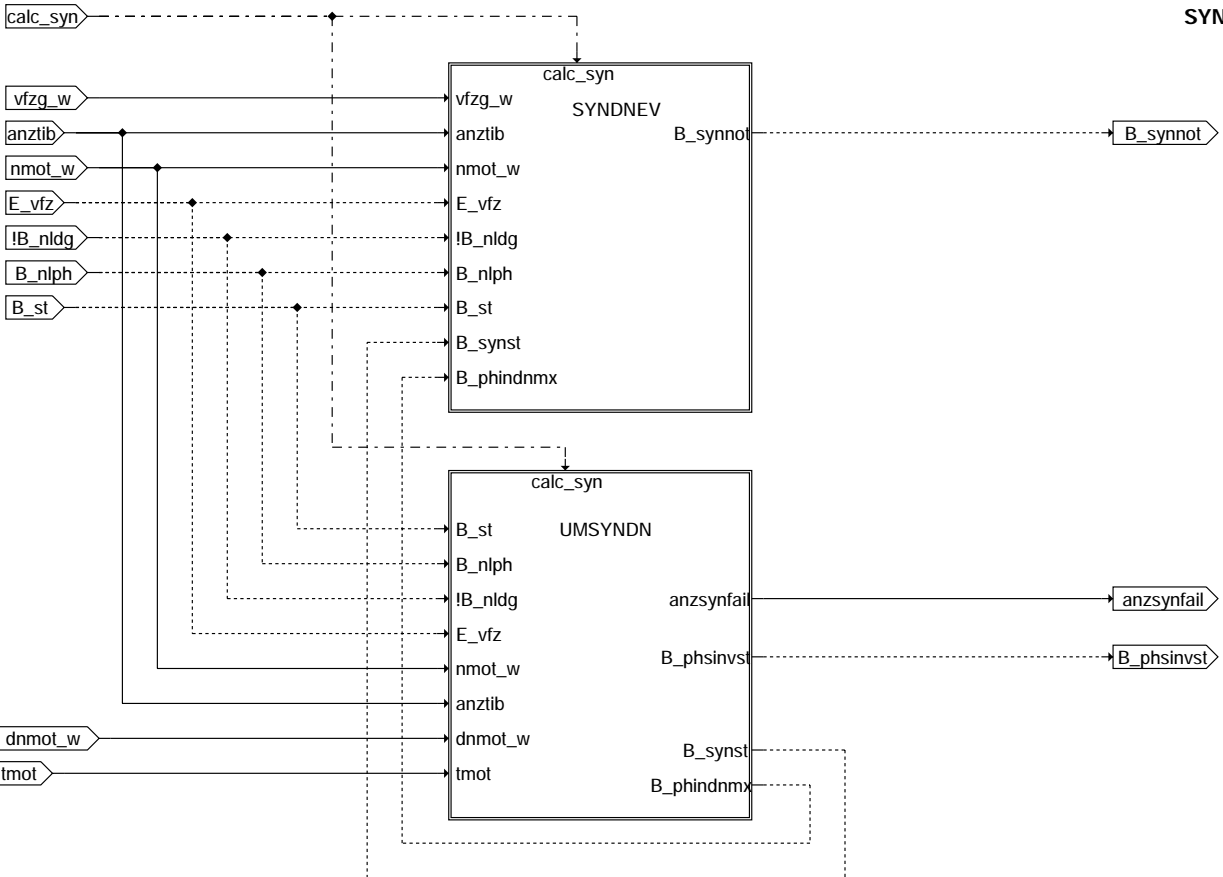 calc_syn
SYN
calc_syn
vfzg_w
vfzg_w
SYNDNEV
anztib
anztib
B_synnot
B_synnot
nmot_w
nmot_w
E_vfz
E_vfz
!B_nldg
!B_nldg
B_nlph
B_nlph
B_st
B_st
B_synst
B_phindnmx
calc_syn
B_st
UMSYNDN
B_nlph
!B_nldg
anzsynfail
anzsynfail
E_vfz
B_phsinvst
B_phsinvst
nmot_w
anztib
dnmot_w
dnmot_w
B_synst
tmot
tmot
B_phindnmx